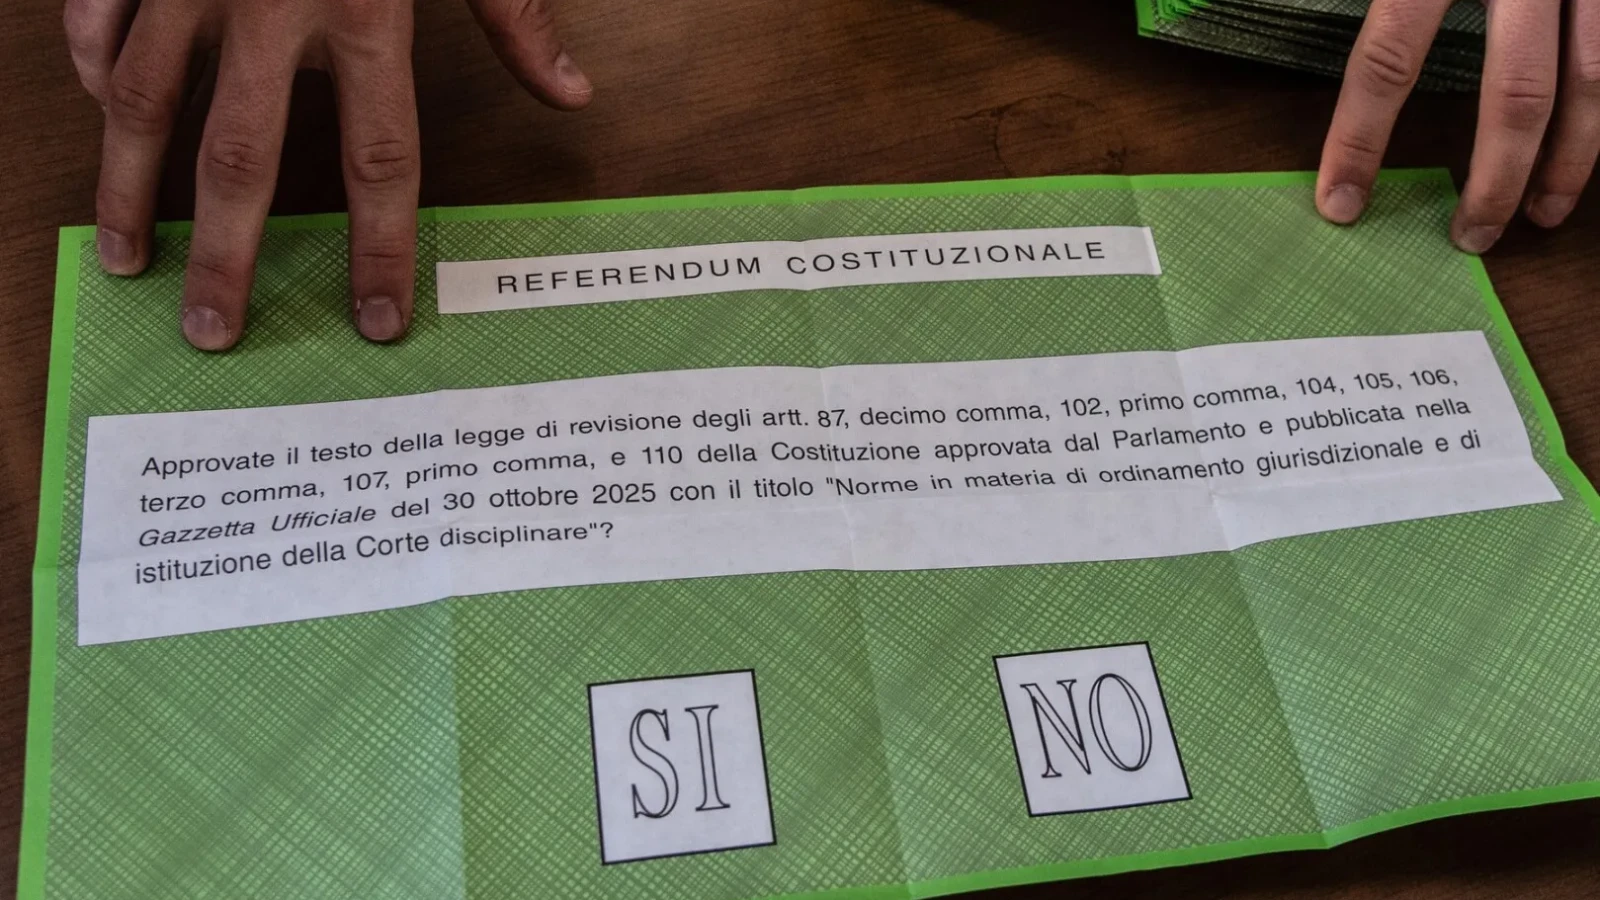 REFERENDUM COSTITUZIONALE
Approvate il testo della legge di revisione degli artt. 87, decimo comma, 102, primo comma, 104, 105, 106,
terzo comma, 107, primo comma, e 110 della Costituzione approvata dal Parlamento e pubblicata nella
Gazzetta Ufficiale del 30 ottobre 2025 con il titolo "Norme in materia di ordinamento giurisdizionale e di
istituzione della Corte disciplinare"?
SI NO